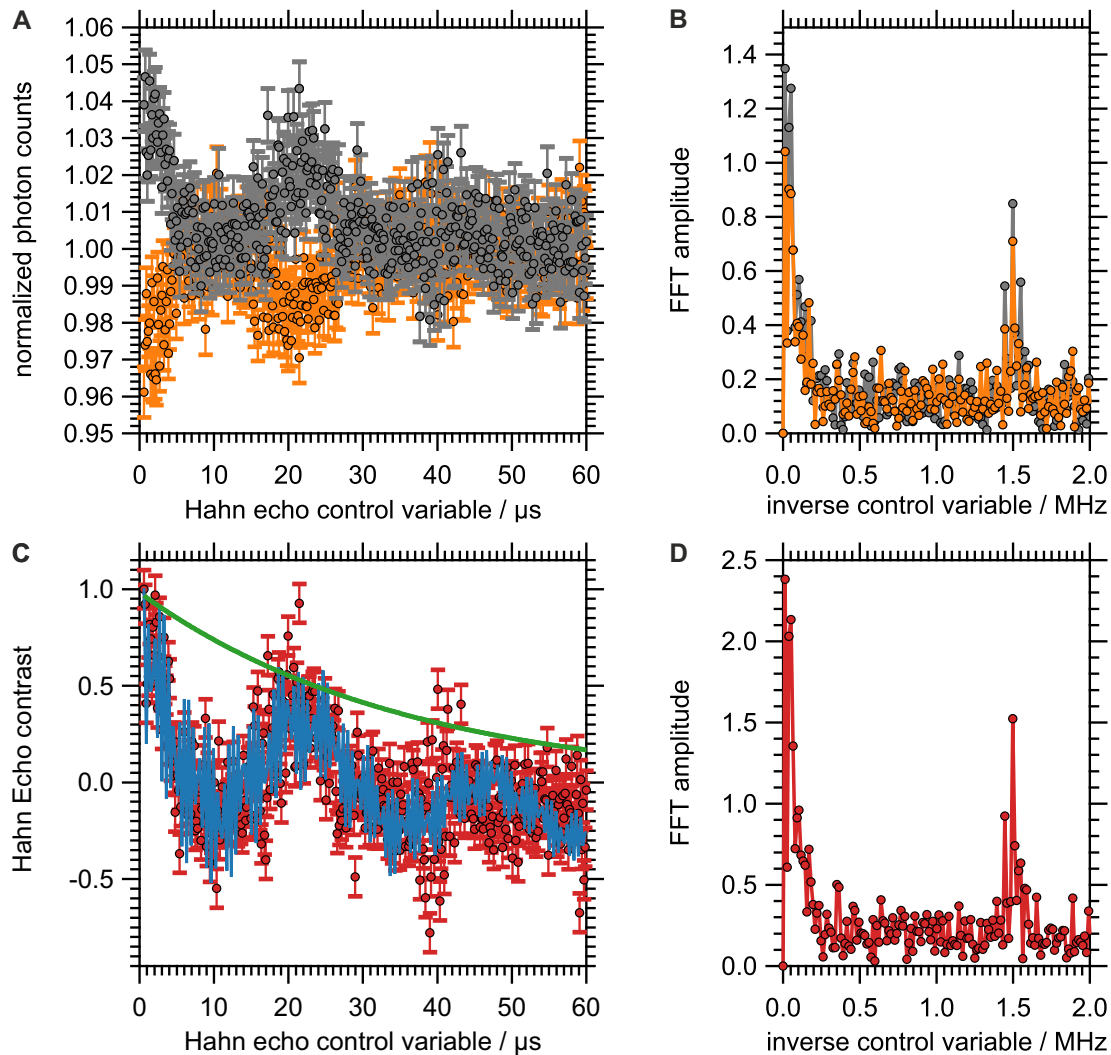 A
normalized photon counts
1.06
1.05
1.04
1.03
1.02
1.01
1.00
0.99
0.98
0.97
0.96
0.95
0 10 20 30 40 50 60
Hahn echo control variable / µs
B
FFT amplitude
1.4
1.2
1.0
0.8
0.6
0.4
0.2
0.0
0.0 0.5 1.0 1.5 2.0
inverse control variable / MHz
C
Hahn Echo contrast
1.0
0.5
0.0
-0.5
0 10 20 30 40 50 60
Hahn echo control variable / µs
D
FFT amplitude
2.5
2.0
1.5
1.0
0.5
0.0
0.0 0.5 1.0 1.5 2.0
inverse control variable / MHz